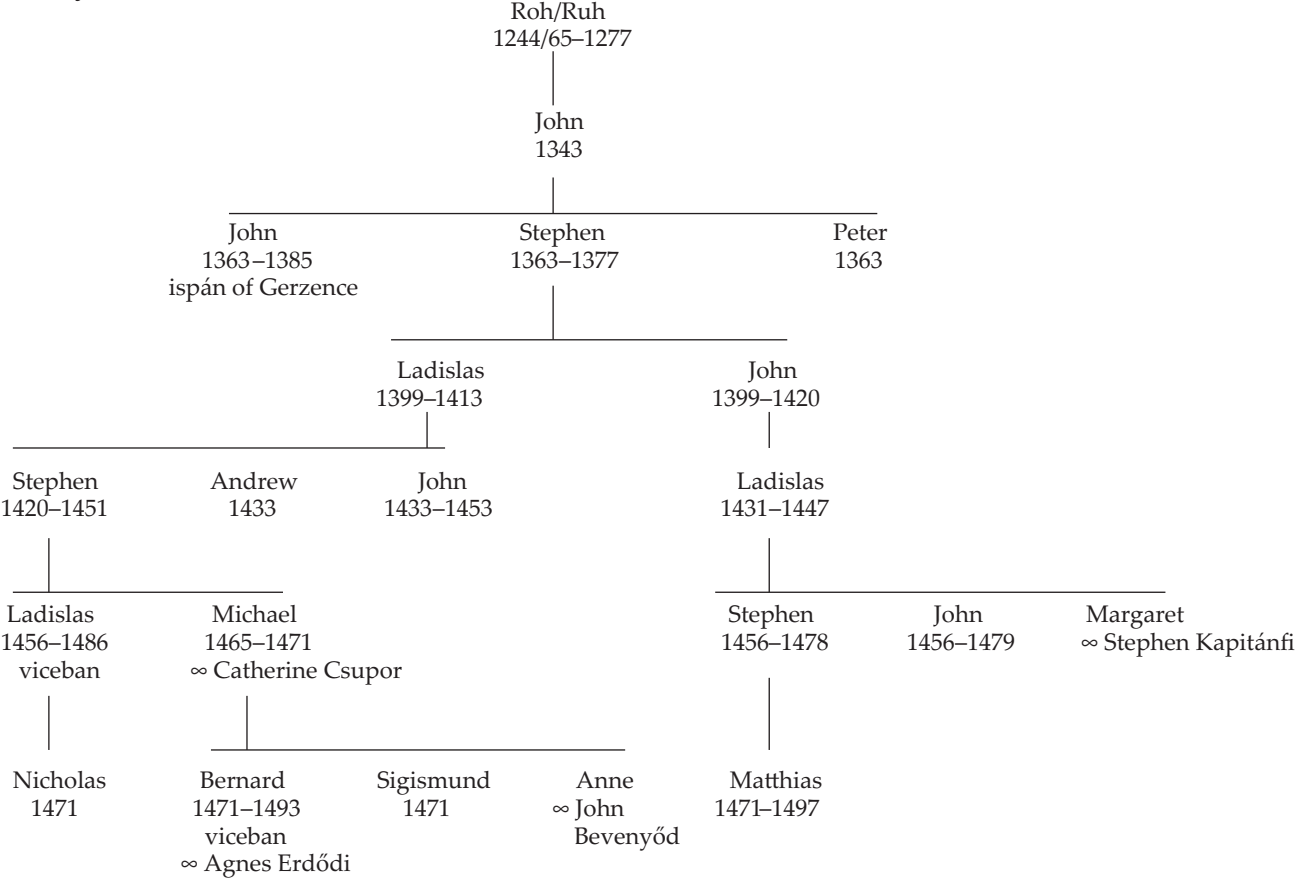 Roh/Ruh
1244/65–1277
John
1343
John
1363–1385
ispán of Gerzence
Stephen
1363–1377
Peter
1363
Ladislas
1399–1413
John
1399–1420
Stephen
1420–1451
Andrew
1433
John
1433–1453
Ladislas
1431–1447
Ladislas
1456–1486
viceban
Michael
1465–1471
∞ Catherine Csupor
Stephen
1456–1478
John
1456–1479
Margaret
∞ Stephen Kapitánfi
Nicholas
1471
Bernard
1471–1493
viceban
∞ Agnes Erdődi
Sigismund
1471
Anne
∞ John
Bevenyőd
Matthias
1471–1497